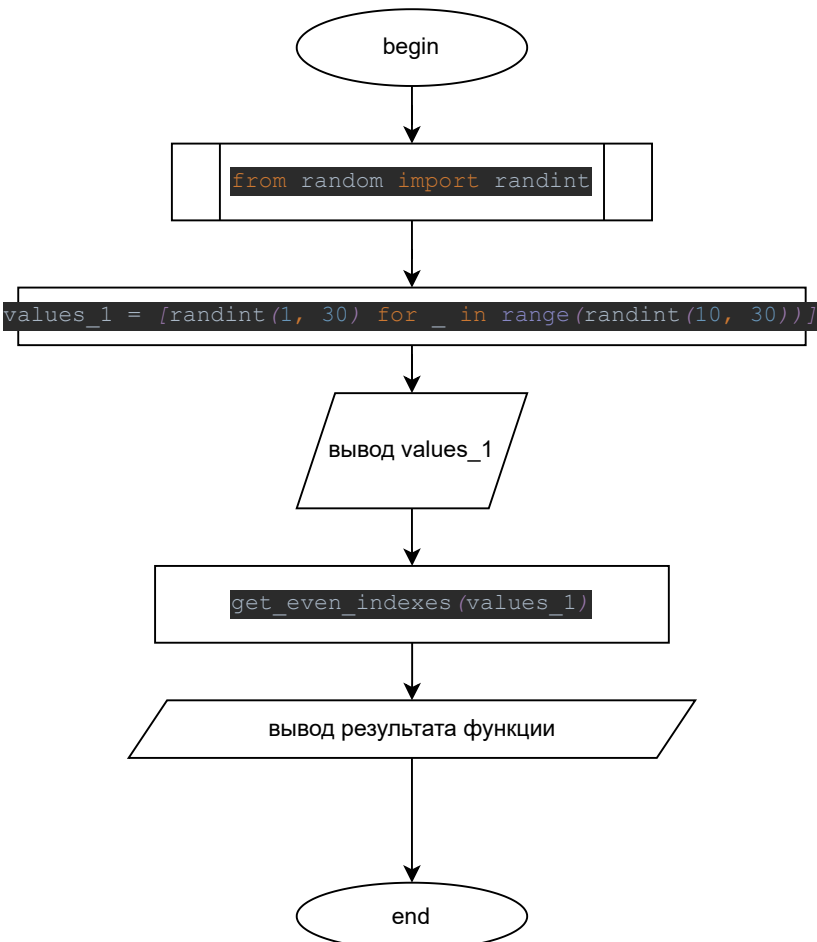 begin
from random import randint
values_1 = [randint(1, 30) for _ in range(randint(10, 30))]
вывод values_1
get_even_indexes(values_1)
вывод результата функции
end